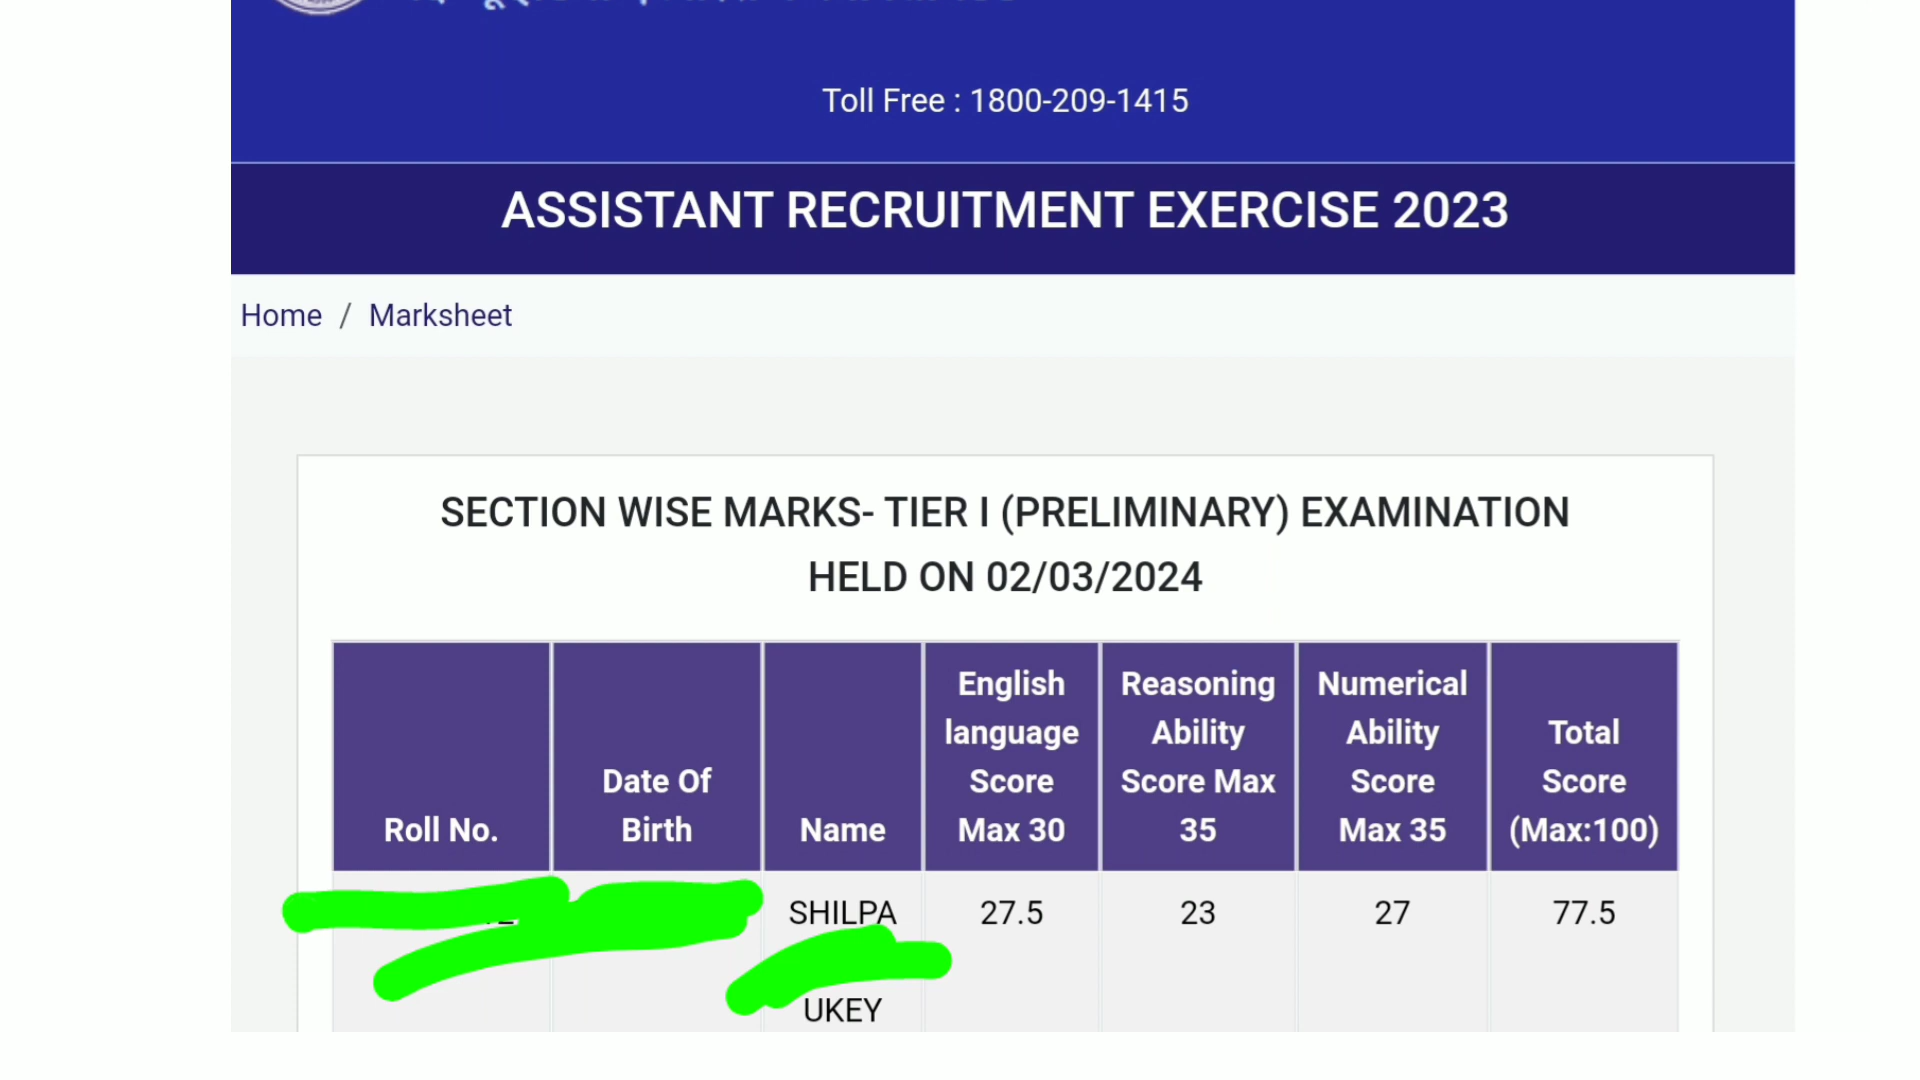 Toll Free : 1800-209-1415
ASSISTANT RECRUITMENT EXERCISE 2023
Home / Marksheet
SECTION WISE MARKS- TIER I (PRELIMINARY) EXAMINATION
HELD ON 02/03/2024
Roll No.
Date Of
Birth
Name
English
language
Score
Max 30
Reasoning
Ability
Score Max
35
Numerical
Ability
Score
Max 35
Total
Score
(Max:100)
SHILPA
UKEY
27.5
23
27
77.5